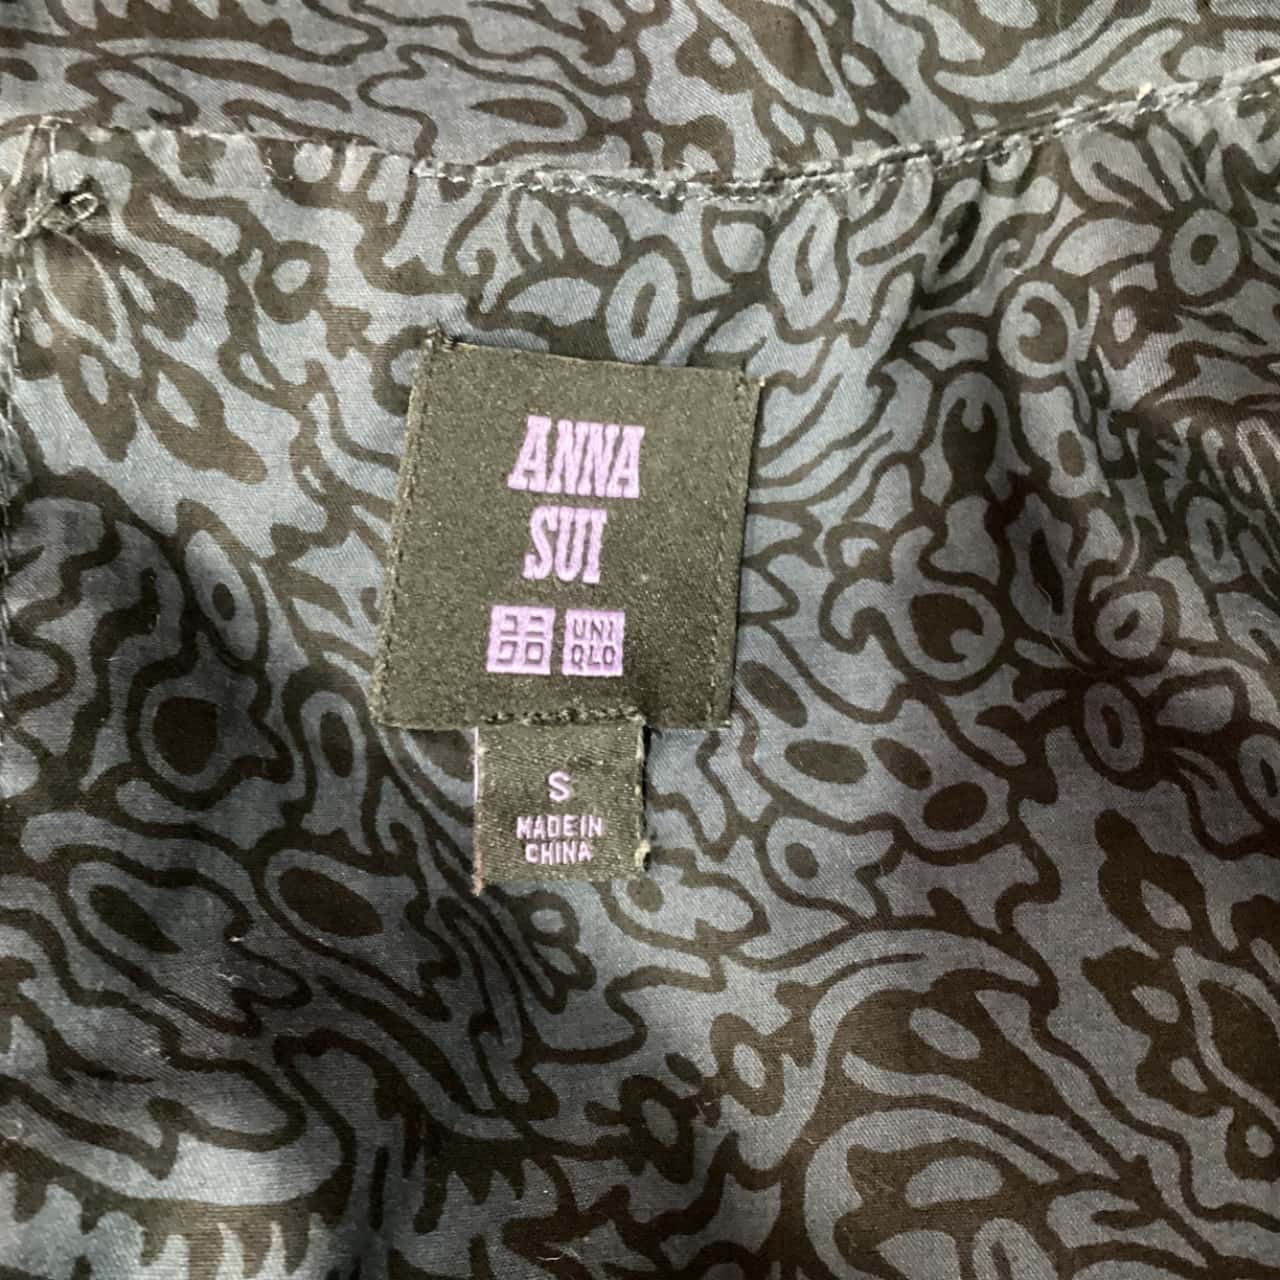 ANNA
SUI
ユニ UNI
クロ QLO
S
MADE IN
CHINA